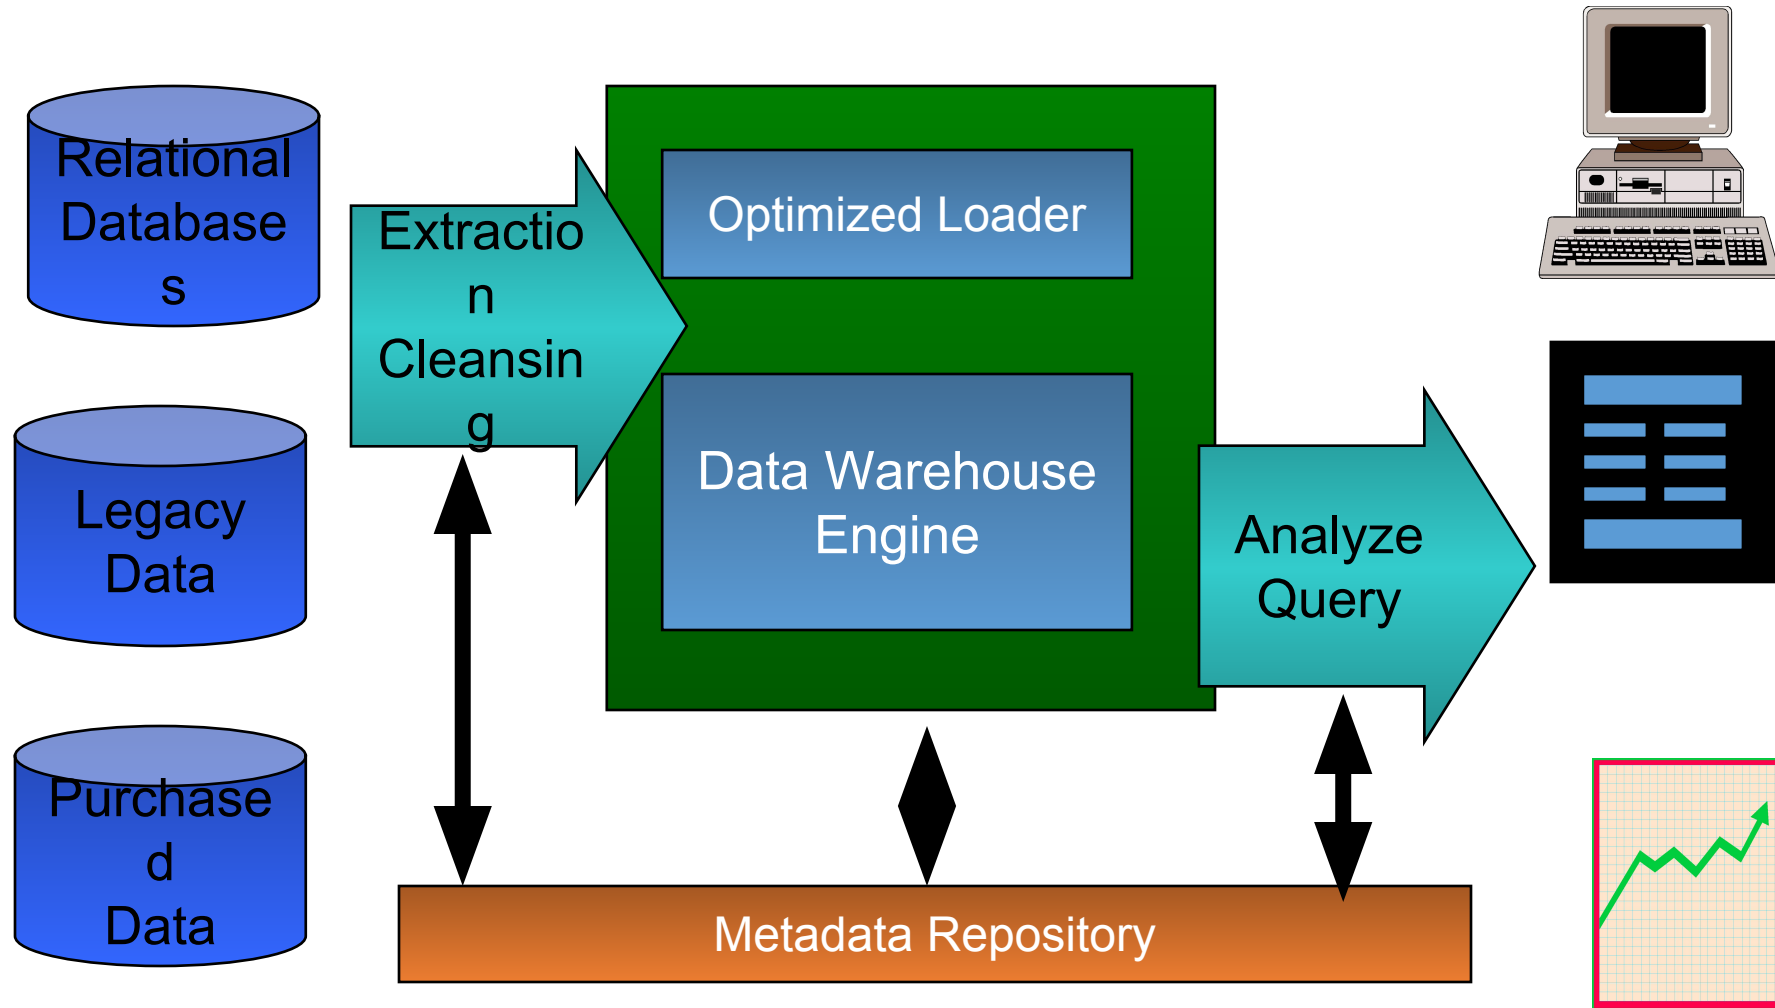 Relational
Database
s
Legacy
Data
Purchase
d
Data
Extractio
n
Cleansin
g
Optimized Loader
Data Warehouse
Engine
Analyze
Query
Metadata Repository